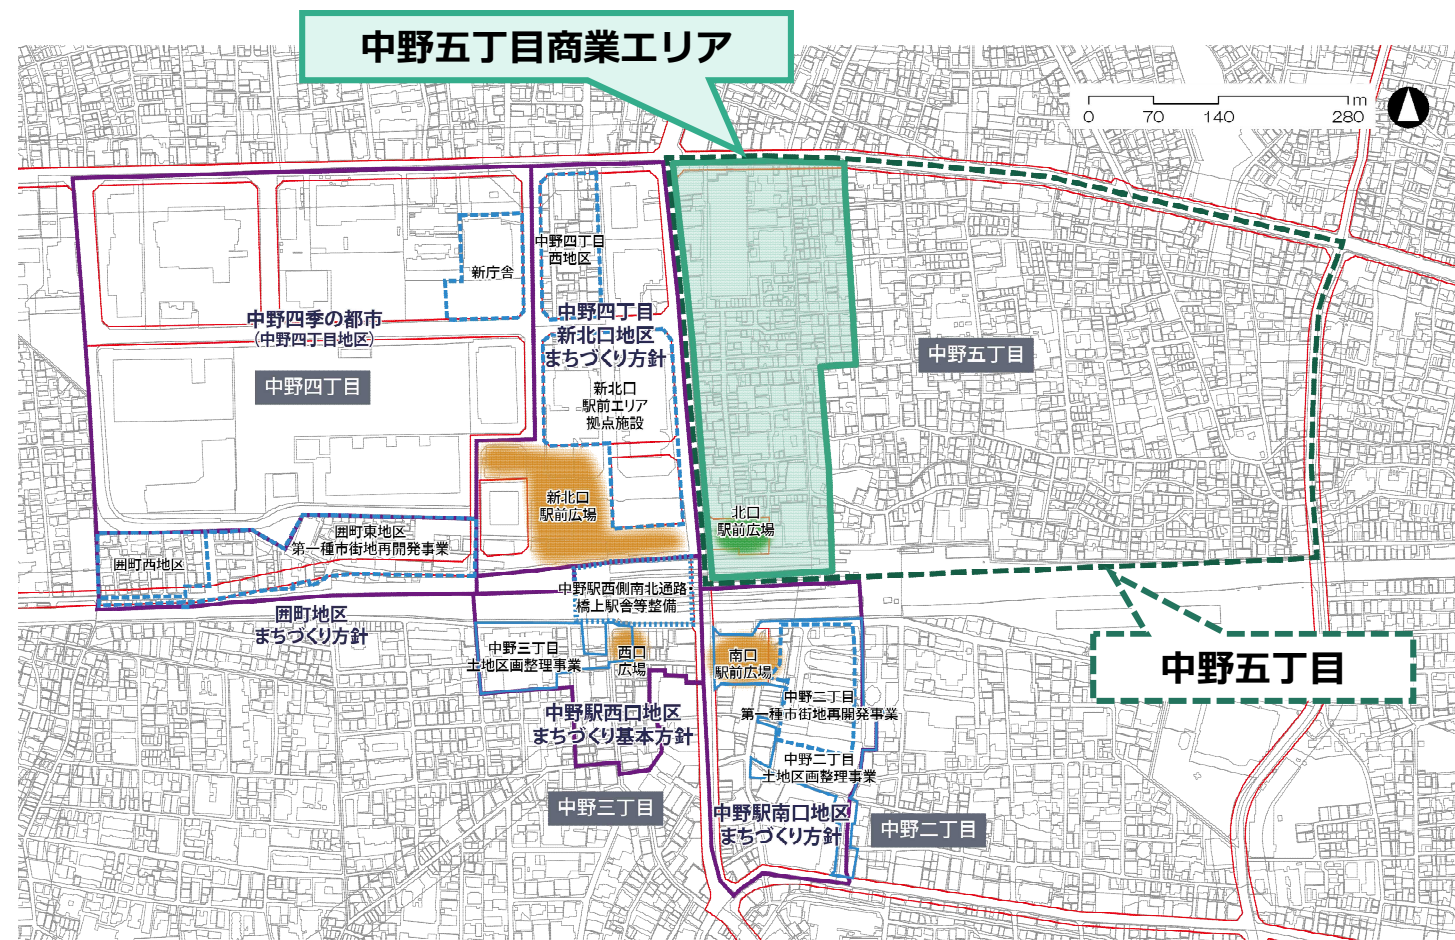 中野五丁目商業エリア
m
0 70 140 280
中野四丁目
西地区
新庁舎
中野四季の都市
（中野四丁目地区）
中野四丁目
中野四丁目
新北口地区
まちづくり方針
新北口
駅前エリア
拠点施設
中野五丁目
新北口
駅前広場
北口
駅前広場
囲町東地区
第一種市街地再開発事業
囲町西地区
中野駅西側南北通路・
橋上駅舎等整備
囲町地区
まちづくり方針
中野三丁目
土地区画整理事業
西口
広場
南口
駅前広場
中野五丁目
中野二丁目
第一種市街地再開発事業
中野駅西口地区
まちづくり基本方針
中野二丁目
土地区画整理事業
中野三丁目
中野駅南口地区
まちづくり方針
中野二丁目